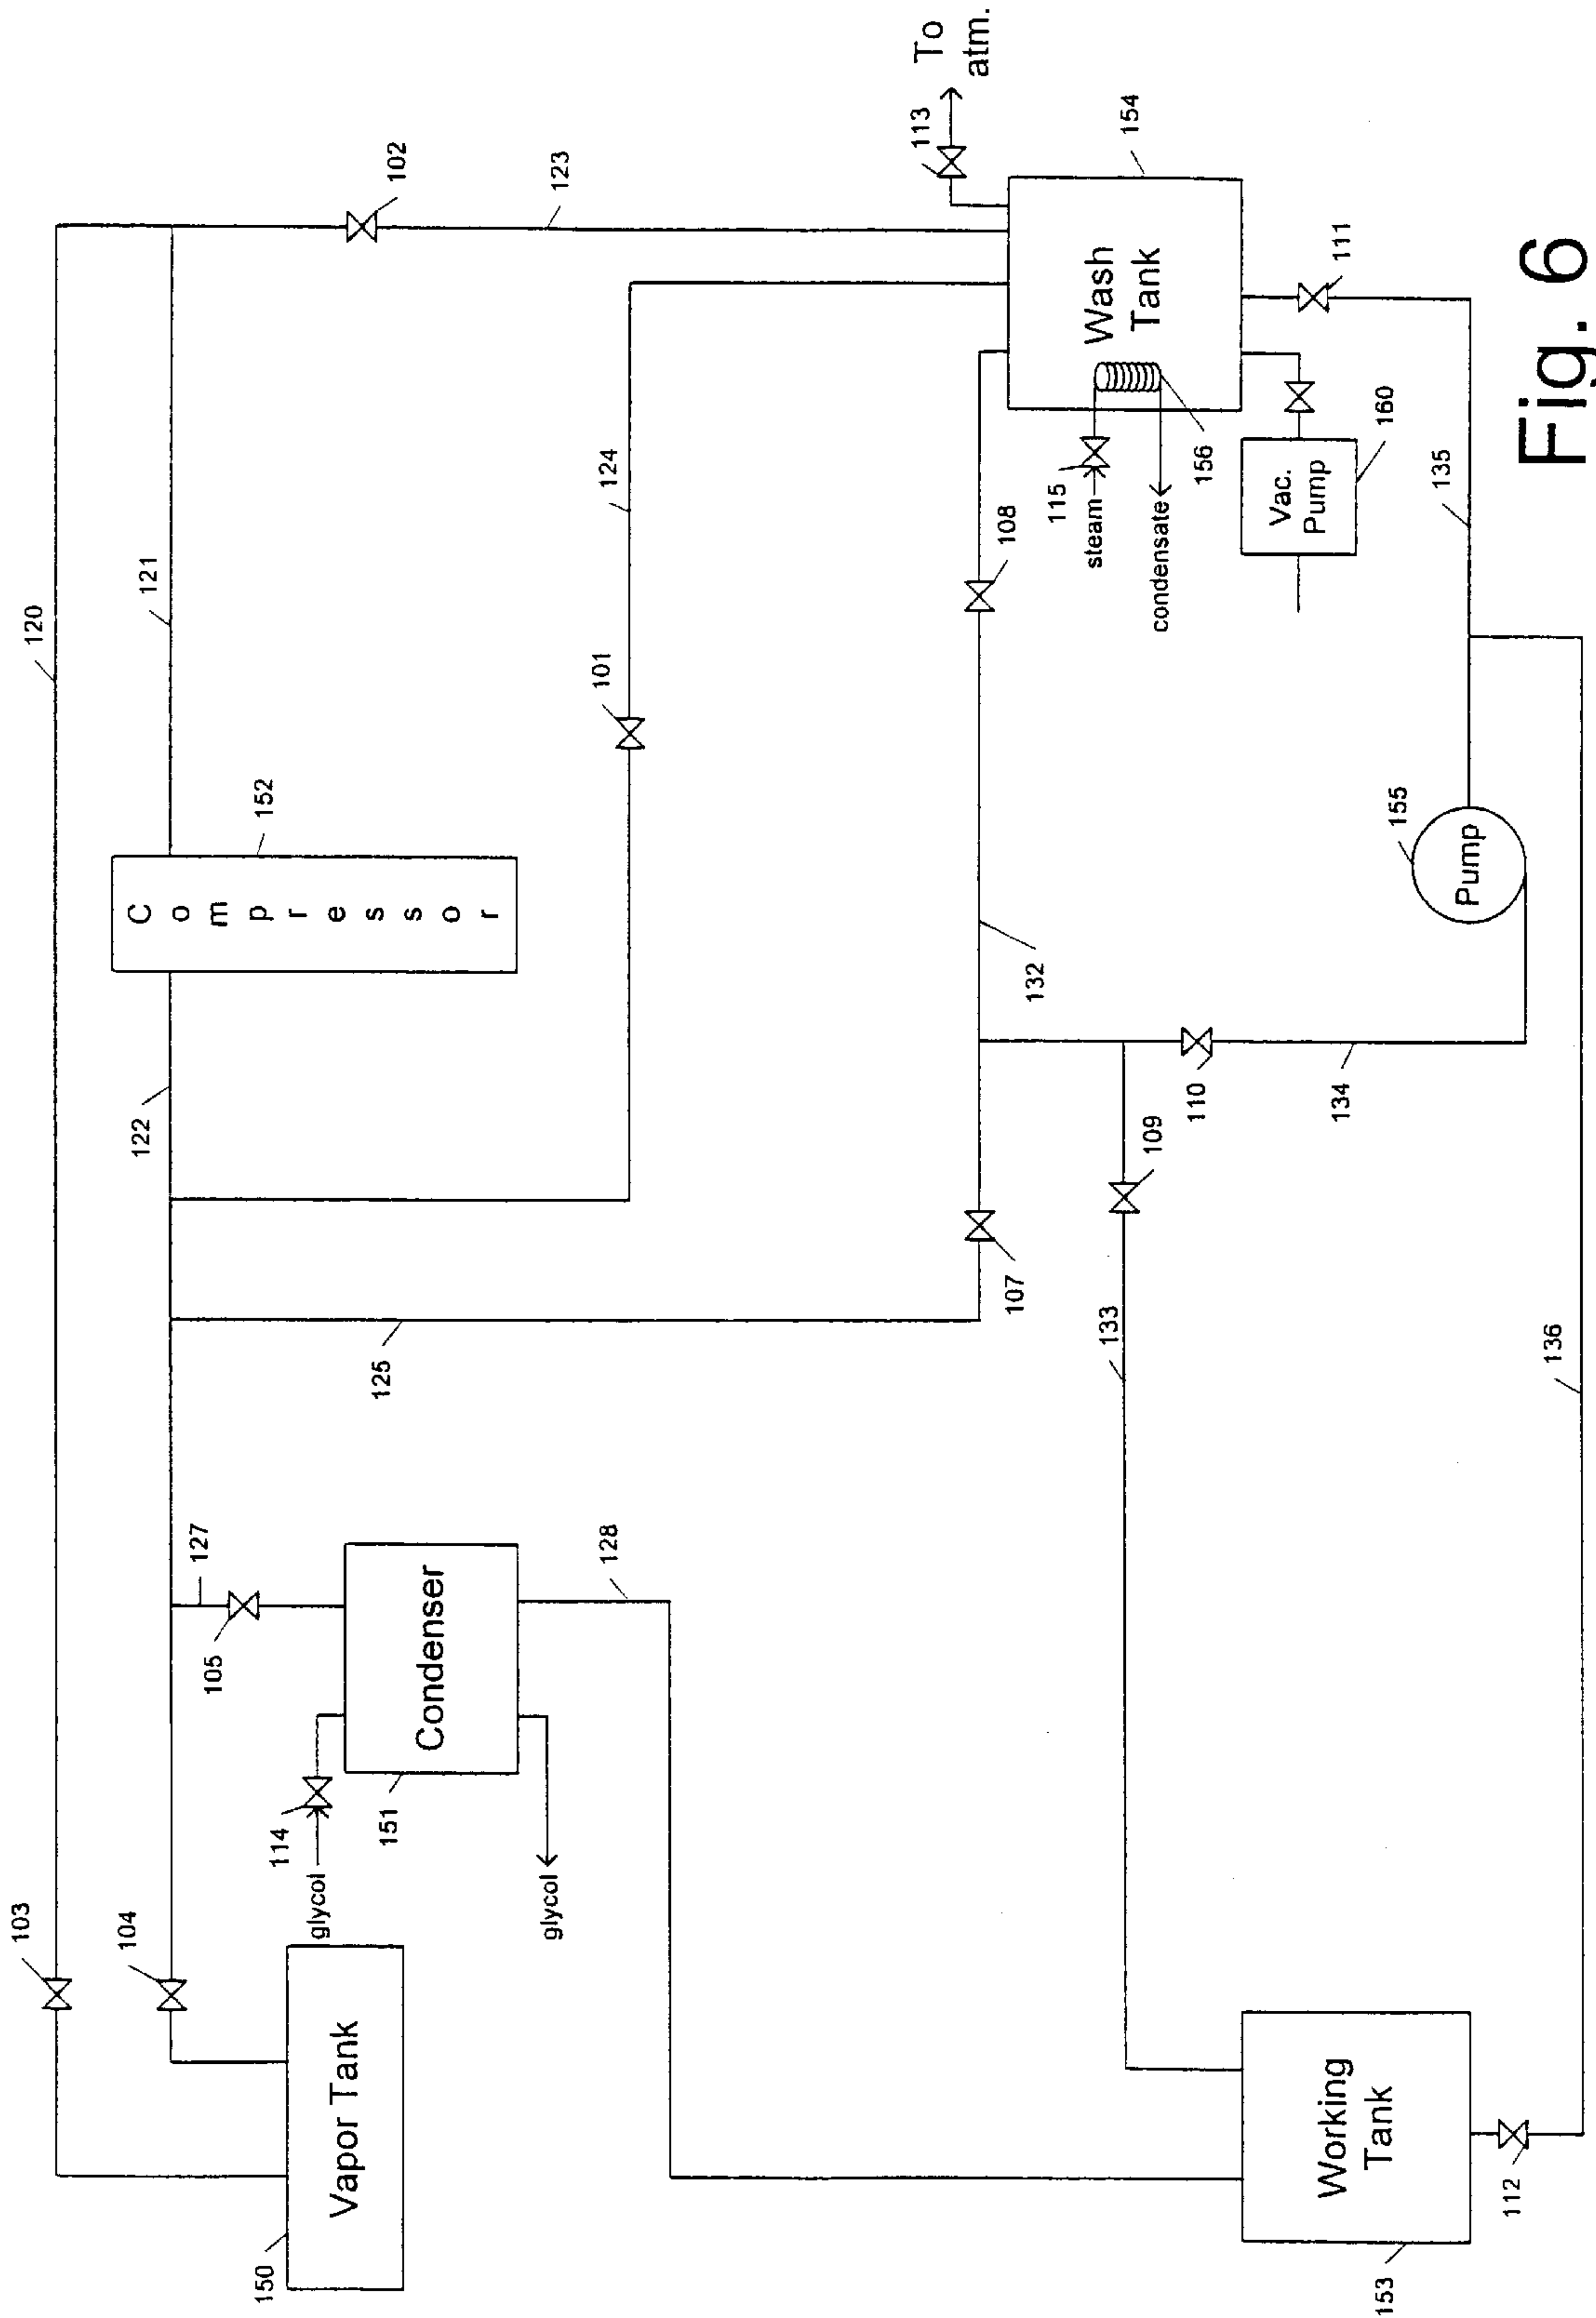 120
103
121
102
122
152
C
o
m
p
r
e
s
s
o
r
104
127
123
105
114
glycol
Condenser
151
glycol
128
150
Vapor Tank
125
101
124
113
To
atm.
107
132
108
154
Wash
Tank
115
steam
condensate
156
133
109
110
134
Vac.
Pump
160
111
155
Pump
135
153
Working
Tank
112
136
Fig. 6